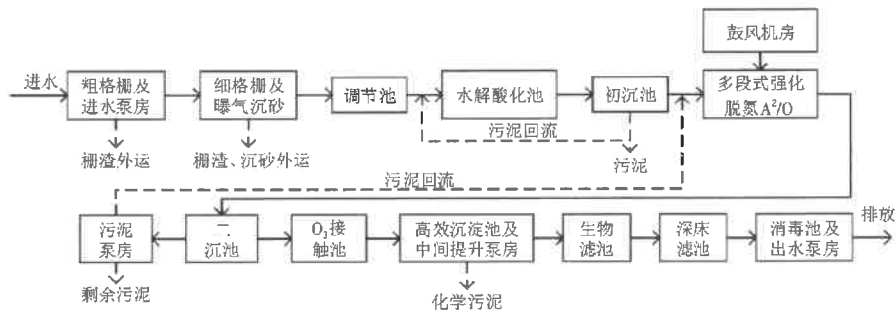 鼓风机房
进水
粗格栅及
进水泵房
细格栅及
曝气沉砂
调节池
水解酸化池
初沉池
多段式强化
脱氮A²/O
污泥回流
栅渣外运
栅渣、沉砂外运
污泥
污泥回流
污泥
泵房
二
沉池
O₃接
触池
高效沉淀池及
中间提升泵房
生物
滤池
深床
滤池
消毒池及
出水泵房
排放
剩余污泥
化学污泥